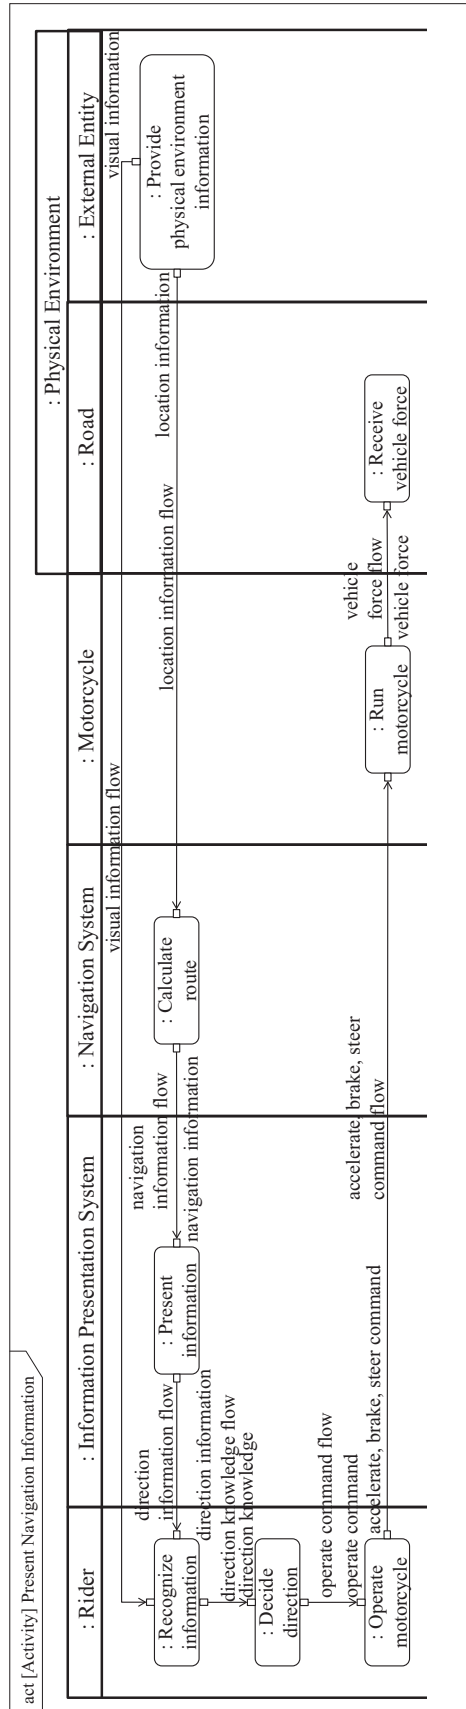 act [Activity] Present Navigation Information
: Physical Environment
: Rider
: Information Presentation System
: Navigation System
: Motorcycle
: Road
: External Entity
visual information flow
visual information
: Provide
physical environment
information
location information
location information flow
: Calculate
route
navigation
information flow
navigation information
: Present
information
direction
information flow
direction information
: Recognize
information
direction knowledge flow
direction knowledge
: Decide
direction
operate command flow
operate command
: Operate
motorcycle
accelerate, brake, steer command
accelerate, brake, steer
command flow
: Run
motorcycle
vehicle
force flow
vehicle force
: Receive
vehicle force